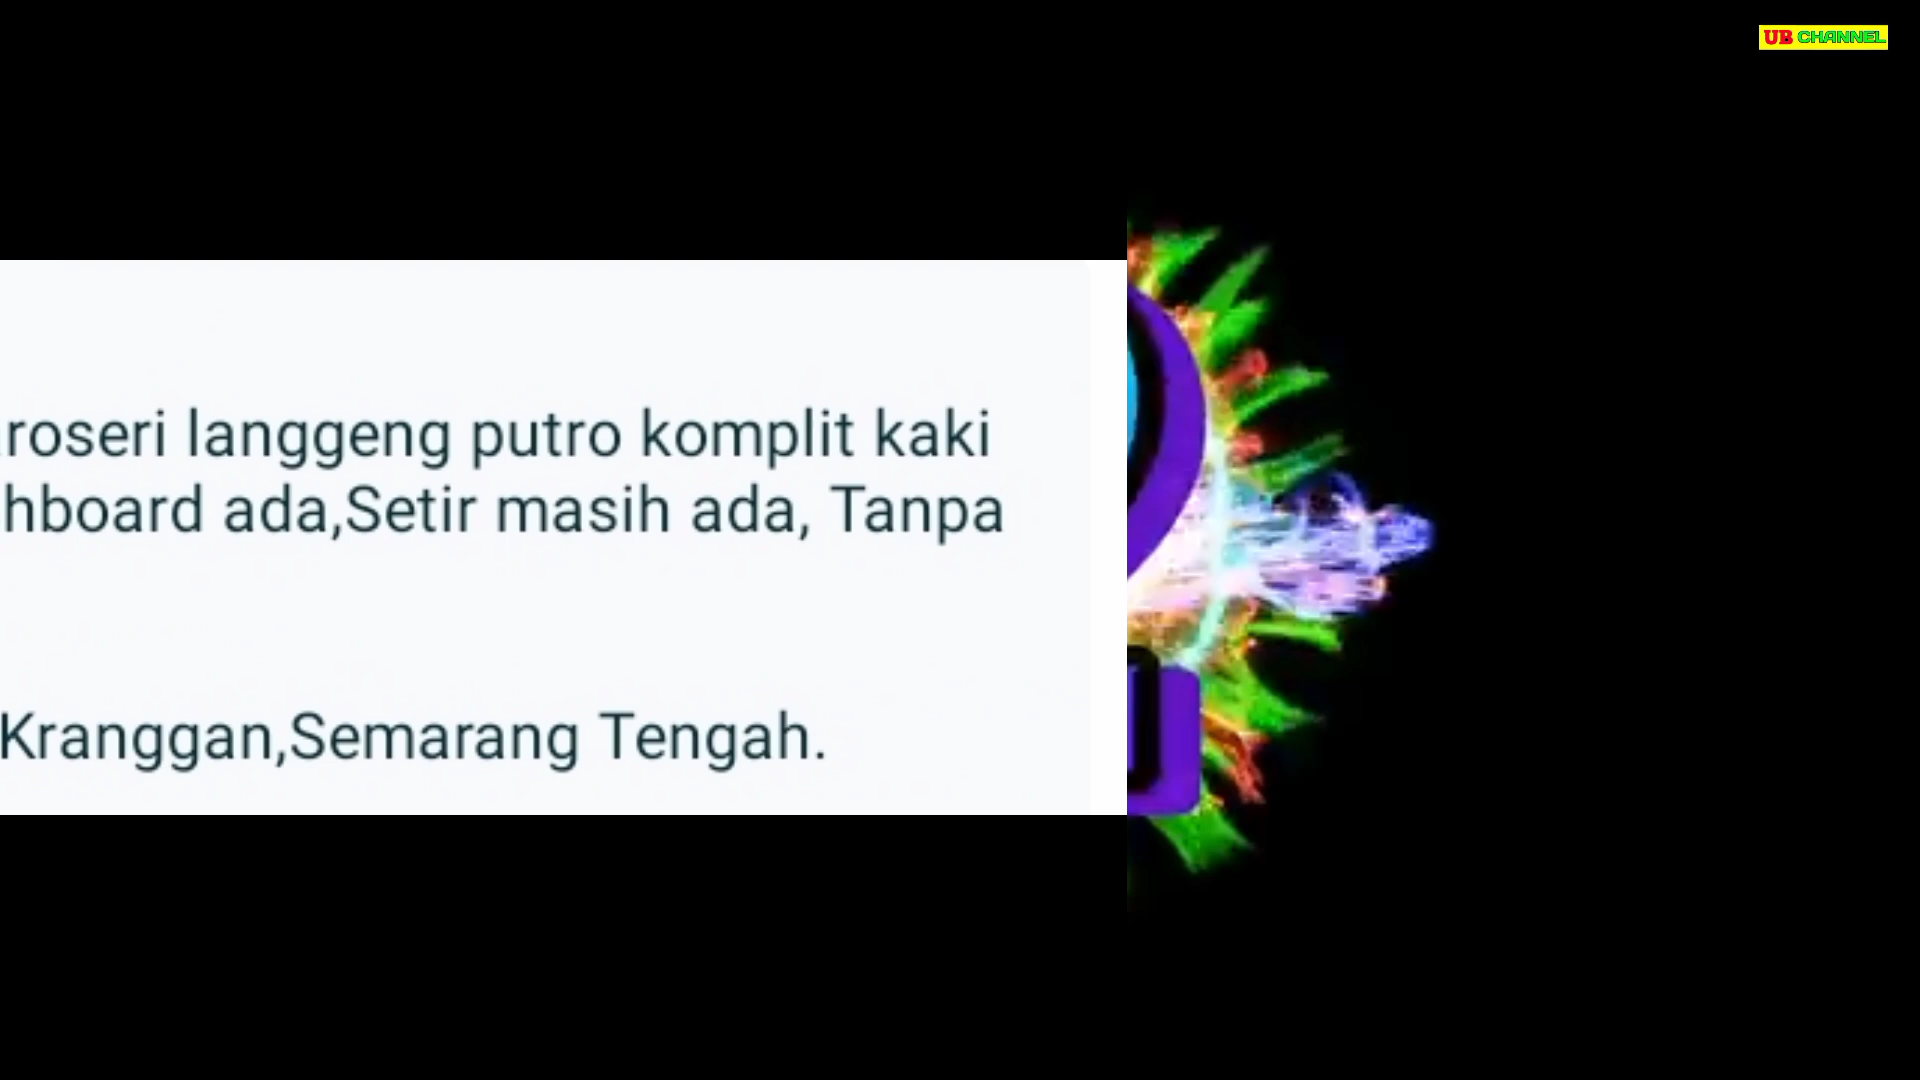 UB CHANNEL
roseri langgeng putro komplit kaki
hboard ada,Setir masih ada, Tanpa
Kranggan,Semarang Tengah.